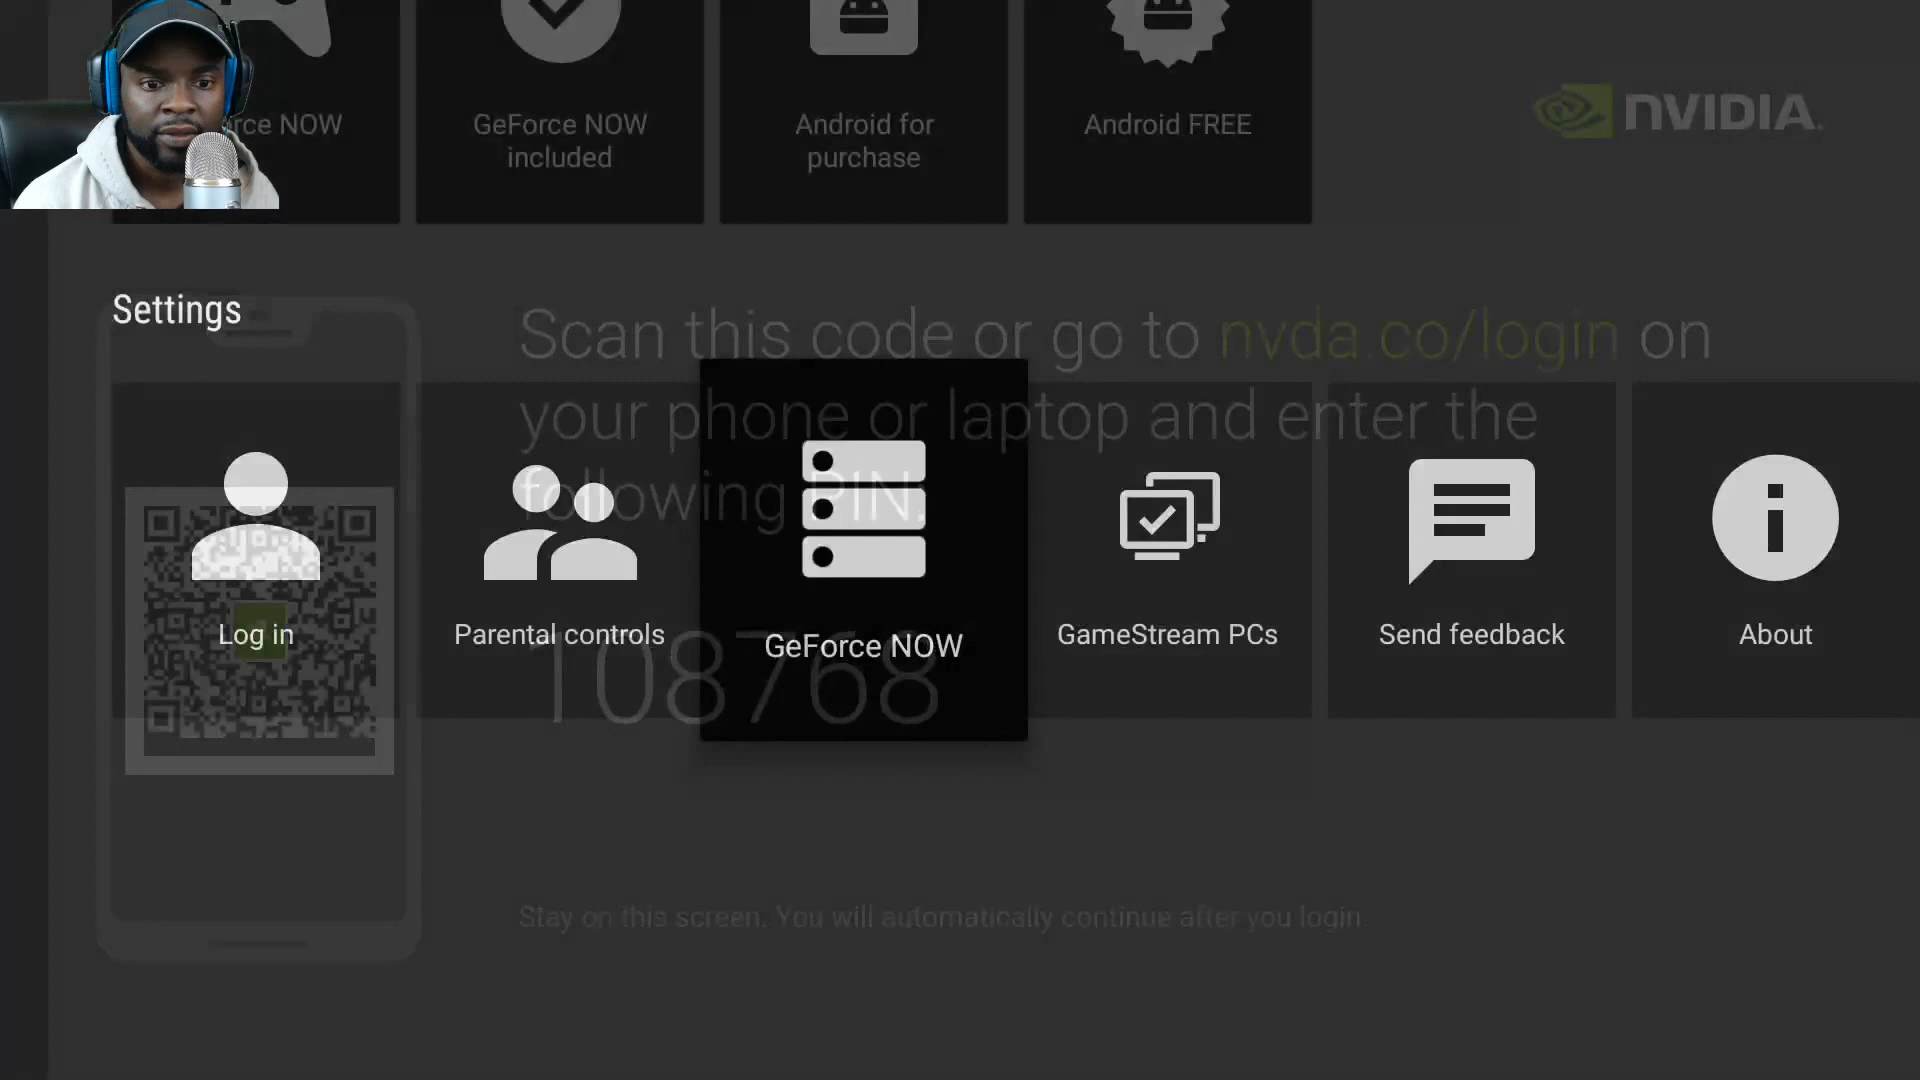 rce NOW
GeForce NOW
included
Android for
purchase
Android FREE
NVIDIA.
Settings
Scan this code or go to nvda.co/login on
your phone or laptop and enter the
following PIN.
Log in
Parental controls
GeForce NOW
GameStream PCs
Send feedback
About
108768
Stay on this screen. You will automatically continue after you login